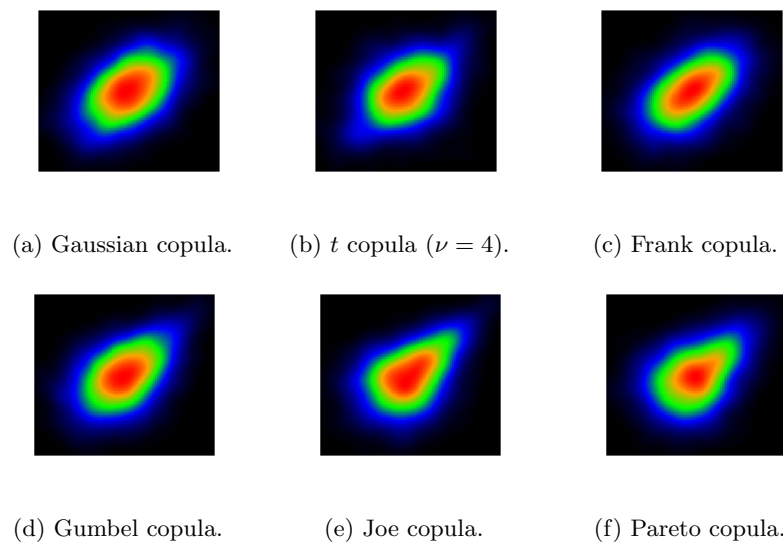 (a) Gaussian copula. (b) t copula (ν = 4). (c) Frank copula.
(d) Gumbel copula. (e) Joe copula. (f) Pareto copula.